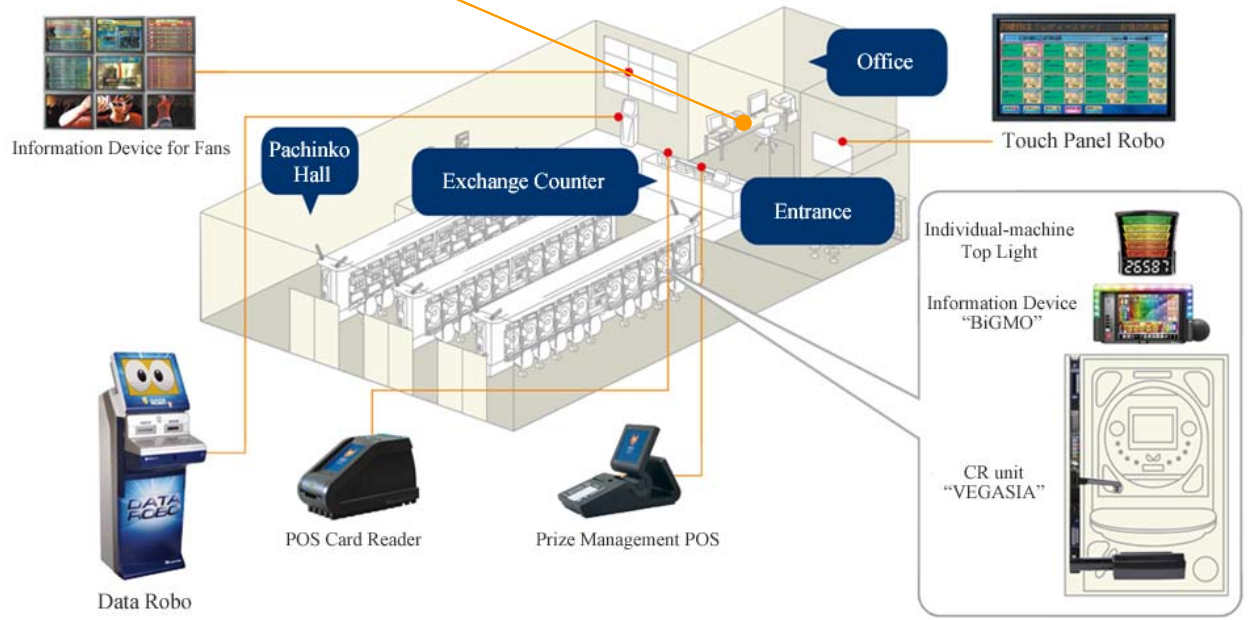 Office
Information Device for Fans
Touch Panel Robo
Pachinko
Hall
Exchange Counter
Entrance
Individual-machine
Top Light
26587
Information Device
“BiGMO”
DATA
ROBO
POS Card Reader
Prize Management POS
CR unit
“VEGASIA”
Data Robo